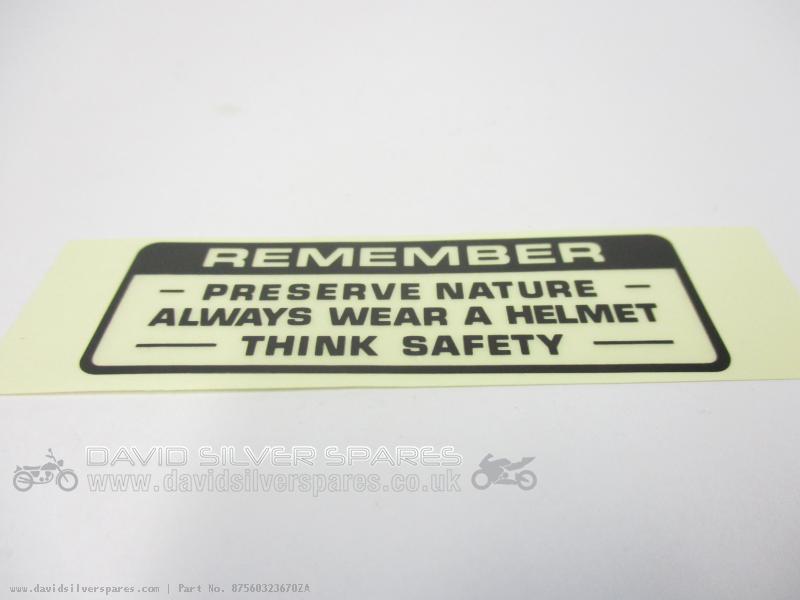 REMEMBER
- PRESERVE NATURE -
ALWAYS WEAR A HELMET
— THINK SAFETY —
DAVID SILVER SPARES
www.davidsilverspares.co.uk
www.davidsilverspares.com | Part No. 87560323670ZA